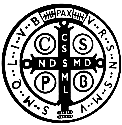 PAX
V · R · S · N · S · M · V · S · M · Q · L · I · V · B
C S
P B
C S S M L
N D S M D